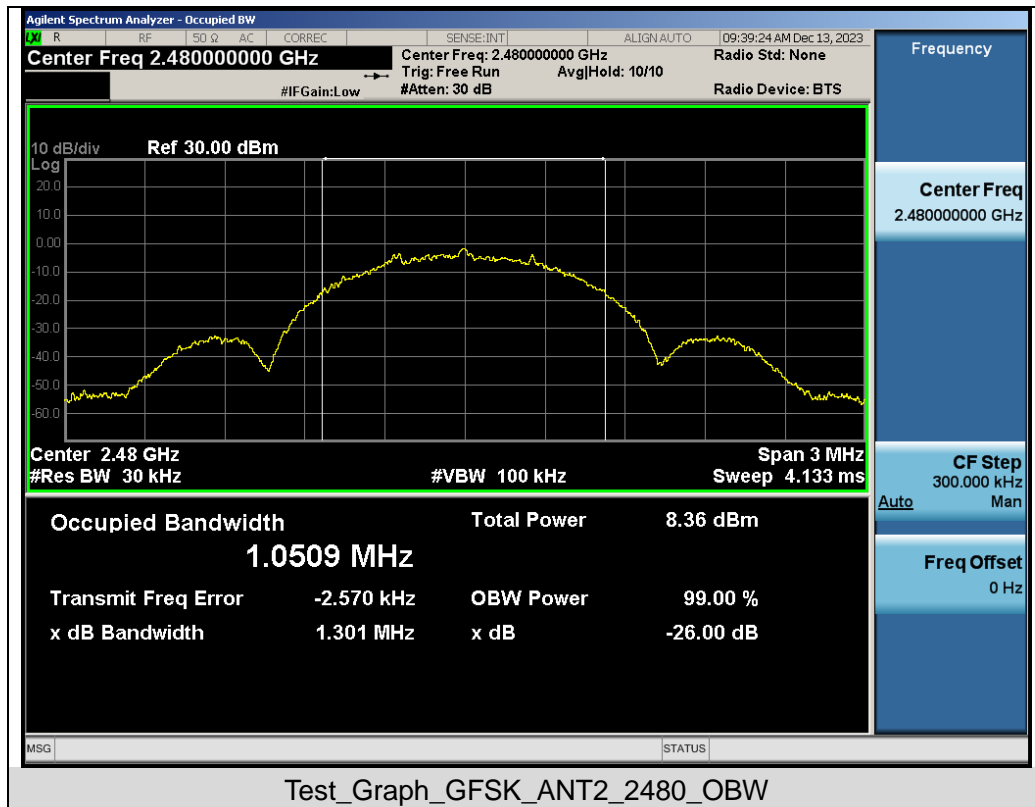 Agilent Spectrum Analyzer - Occupied BW
LXI R RF 50 Ω AC CORREC SENSE:INT ALIGN AUTO 09:39:24 AM Dec 13, 2023
Center Freq 2.480000000 GHz
Center Freq: 2.480000000 GHz
Radio Std: None
Trig: Free Run Avg|Hold: 10/10
#IFGain:Low
#Atten: 30 dB
Radio Device: BTS
10 dB/div Ref 30.00 dBm
Log
20.0
10.0
0.00
-10.0
-20.0
-30.0
-40.0
-50.0
-60.0
Center 2.48 GHz Span 3 MHz
#Res BW 30 kHz #VBW 100 kHz Sweep 4.133 ms
Occupied Bandwidth Total Power 8.36 dBm
1.0509 MHz
Transmit Freq Error -2.570 kHz OBW Power 99.00 %
x dB Bandwidth 1.301 MHz x dB -26.00 dB
Frequency
Center Freq
2.480000000 GHz
CF Step
300.000 kHz
Auto Man
Freq Offset
0 Hz
MSG STATUS
Test_Graph_GFSK_ANT2_2480_OBW